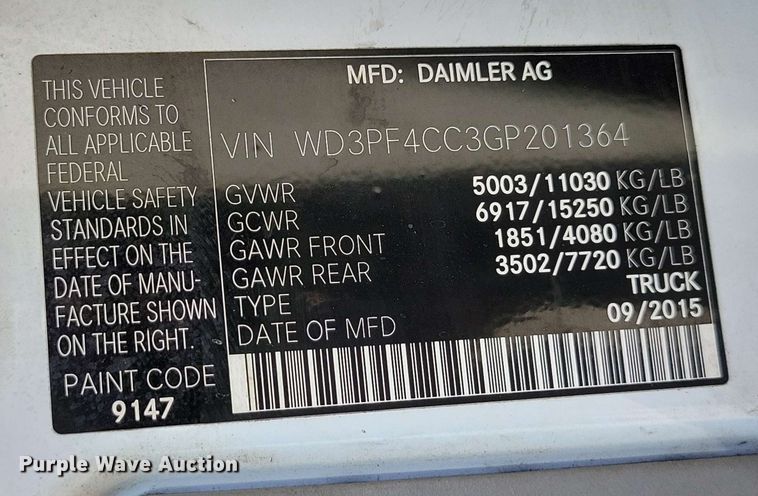 THIS VEHICLE
CONFORMS TO
ALL APPLICABLE
FEDERAL
VEHICLE SAFETY
STANDARDS IN
EFFECT ON THE
DATE OF MANU-
FACTURE SHOWN
ON THE RIGHT.
PAINT CODE
9147
MFD: DAIMLER AG
VIN WD3PF4CC3GP201364
GVWR 5003/11030 KG/LB
GCWR 6917/15250 KG/LB
GAWR FRONT 1851/4080 KG/LB
GAWR REAR 3502/7720 KG/LB
TYPE TRUCK
DATE OF MFD 09/2015
Purple Wave Auction